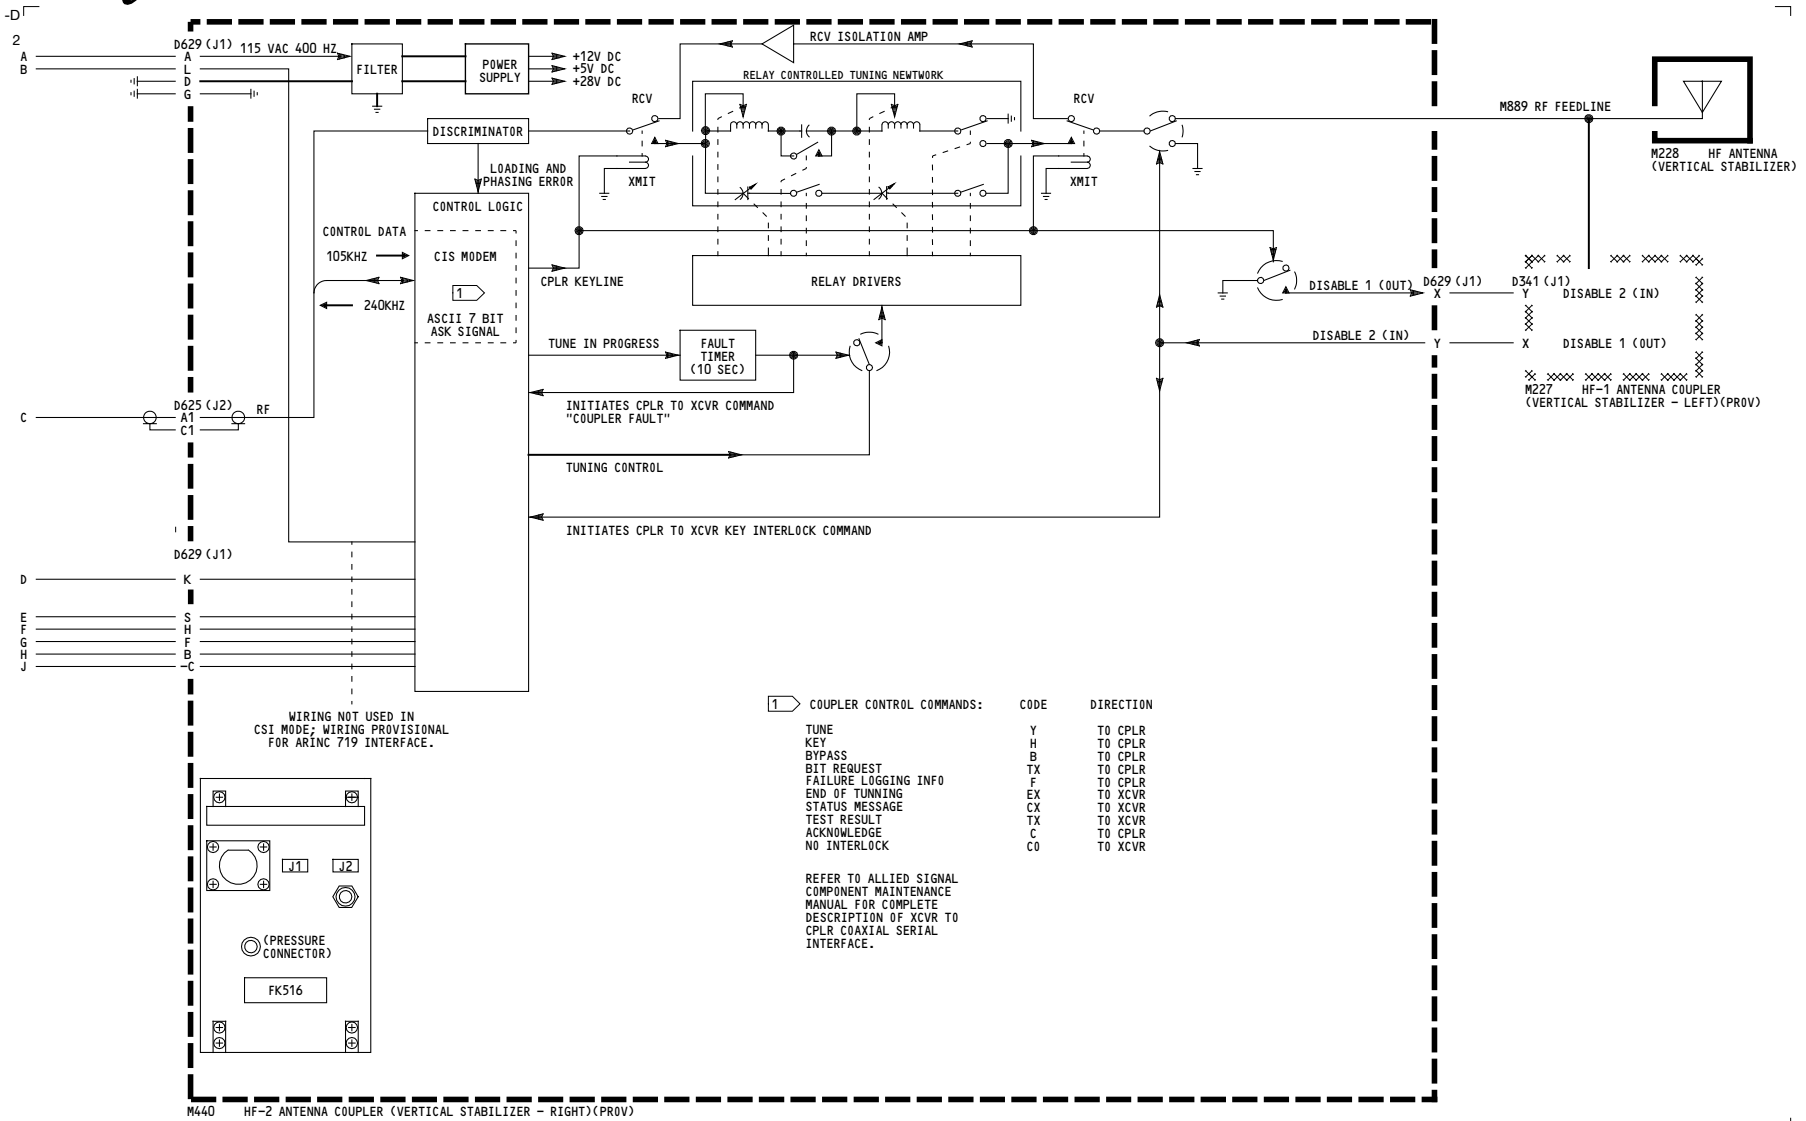 -D
2
D629 (J1)
A A 115 VAC 400 HZ
B L
D
G
FILTER
POWER SUPPLY
+12V DC
+5V DC
+28V DC
RCV ISOLATION AMP
RELAY CONTROLLED TUNING NEWTWORK
RCV
RCV
DISCRIMINATOR
LOADING AND
PHASING ERROR
XMIT
XMIT
M889 RF FEEDLINE
M228 HF ANTENNA
(VERTICAL STABILIZER)
CONTROL LOGIC
CONTROL DATA
105KHZ
CIS MODEM
1
240KHZ
ASCII 7 BIT
ASK SIGNAL
CPLR KEYLINE
RELAY DRIVERS
DISABLE 1 (OUT)
D629 (J1)
X
D341 (J1)
Y DISABLE 2 (IN)
DISABLE 2 (IN)
Y
X DISABLE 1 (OUT)
TUNE IN PROGRESS
FAULT
TIMER
(10 SEC)
INITIATES CPLR TO XCVR COMMAND
"COUPLER FAULT"
M227 HF-1 ANTENNA COUPLER
(VERTICAL STABILIZER - LEFT)(PROV)
D625 (J2)
C A1 RF
C1
TUNING CONTROL
INITIATES CPLR TO XCVR KEY INTERLOCK COMMAND
D629 (J1)
D K
E S
F H
G F
H B
J -C
WIRING NOT USED IN
CSI MODE; WIRING PROVISIONAL
FOR ARINC 719 INTERFACE.
1 COUPLER CONTROL COMMANDS: CODE DIRECTION
TUNE Y TO CPLR
KEY H TO CPLR
BYPASS B TO CPLR
BIT REQUEST TX TO CPLR
FAILURE LOGGING INFO F TO CPLR
END OF TUNNING EX TO XCVR
STATUS MESSAGE CX TO XCVR
TEST RESULT TX TO XCVR
ACKNOWLEDGE C TO CPLR
NO INTERLOCK CO TO XCVR
REFER TO ALLIED SIGNAL
COMPONENT MAINTENANCE
MANUAL FOR COMPLETE
DESCRIPTION OF XCVR TO
CPLR COAXIAL SERIAL
INTERFACE.
J1
J2
(PRESSURE
CONNECTOR)
FK516
M440 HF-2 ANTENNA COUPLER (VERTICAL STABILIZER - RIGHT)(PROV)